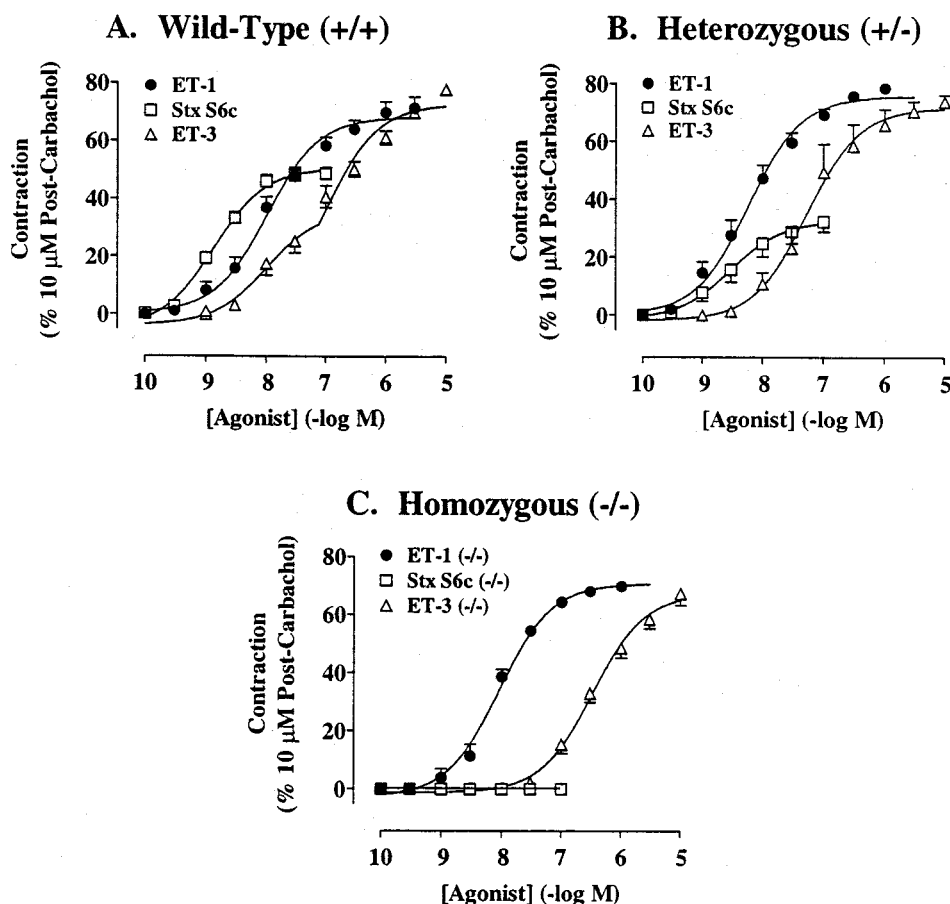 A. Wild-Type (+/+)
ET-1
Stx S6c
ET-3
80
60
40
20
0
Contraction
(% 10 µM Post-Carbachol)
10 9 8 7 6 5
[Agonist] (-log M)
B. Heterozygous (+/-)
ET-1
Stx S6c
ET-3
80
60
40
20
0
Contraction
(% 10 µM Post-Carbachol)
10 9 8 7 6 5
[Agonist] (-log M)
C. Homozygous (-/-)
ET-1 (-/-)
Stx S6c (-/-)
ET-3 (-/-)
80
60
40
20
0
Contraction
(% 10 µM Post-Carbachol)
10 9 8 7 6 5
[Agonist] (-log M)